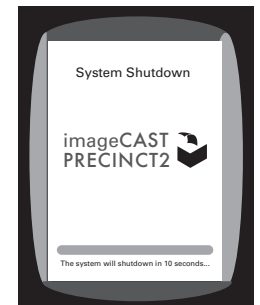 System Shutdown
imageCAST
PRECINCT2
The system will shutdown in 10 seconds...